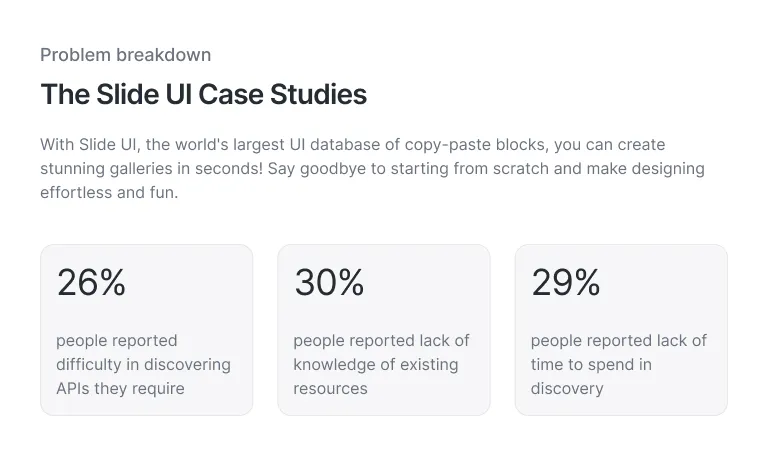 Problem breakdown
The Slide UI Case Studies
With Slide UI, the world's largest UI database of copy-paste blocks, you can create
stunning galleries in seconds! Say goodbye to starting from scratch and make designing
effortless and fun.
26%
people reported
difficulty in discovering
APIs they require
30%
people reported lack of
knowledge of existing
resources
29%
people reported lack of
time to spend in
discovery